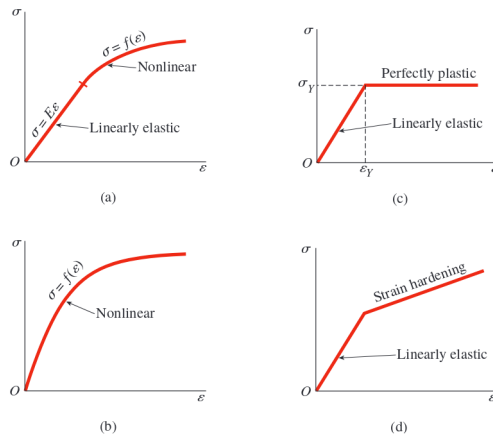 σ
σ = f(ε)
Nonlinear
σ = Eε
Linearly elastic
O
ε
(a)
σ
Perfectly plastic
σY
Linearly elastic
O
εY
ε
(c)
σ
σ = f(ε)
Nonlinear
O
ε
(b)
σ
Strain hardening
Linearly elastic
O
ε
(d)